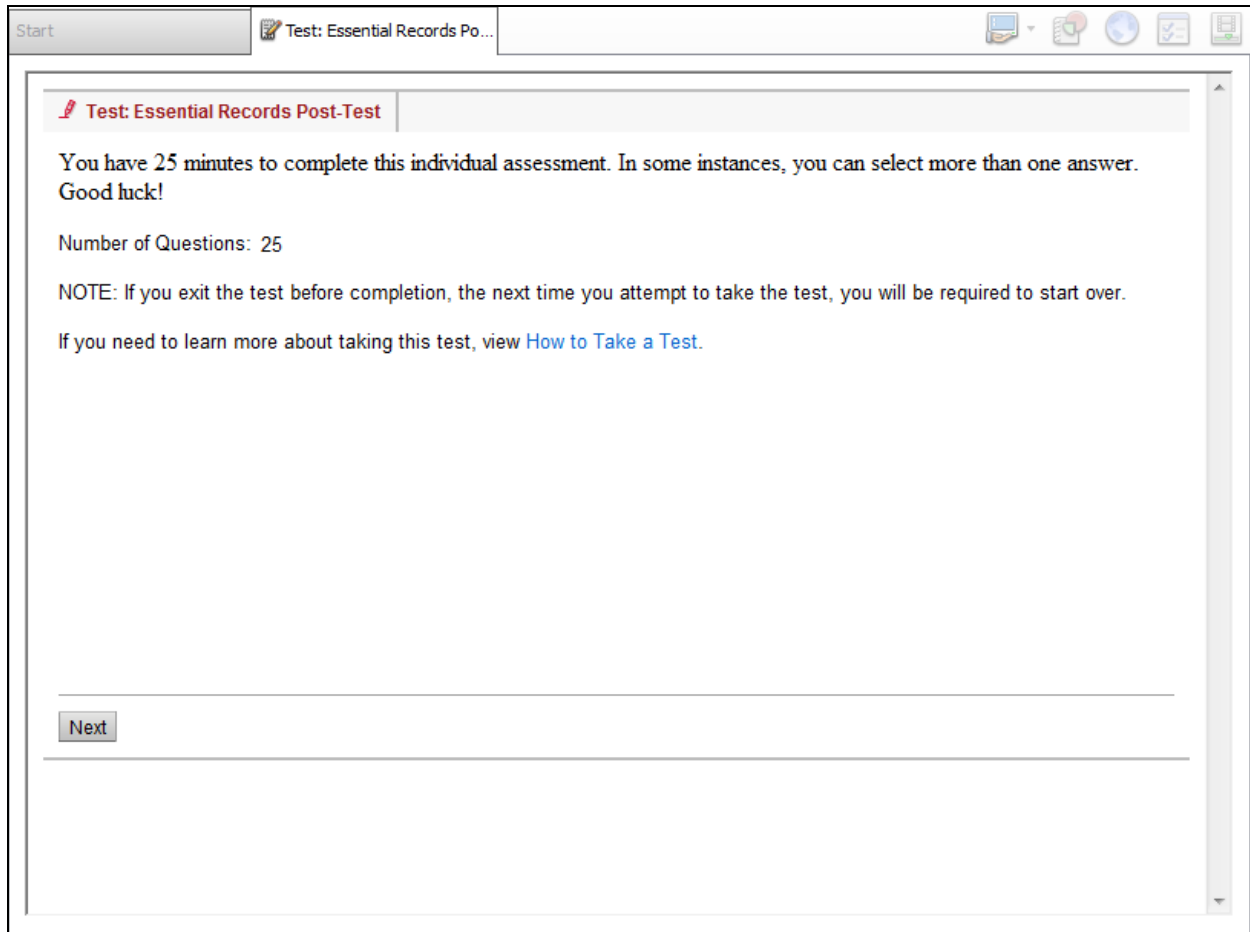 Start
Test: Essential Records Po...
Test: Essential Records Post-Test
You have 25 minutes to complete this individual assessment. In some instances, you can select more than one answer.
Good luck!
Number of Questions: 25
NOTE: If you exit the test before completion, the next time you attempt to take the test, you will be required to start over.
If you need to learn more about taking this test, view How to Take a Test.
Next